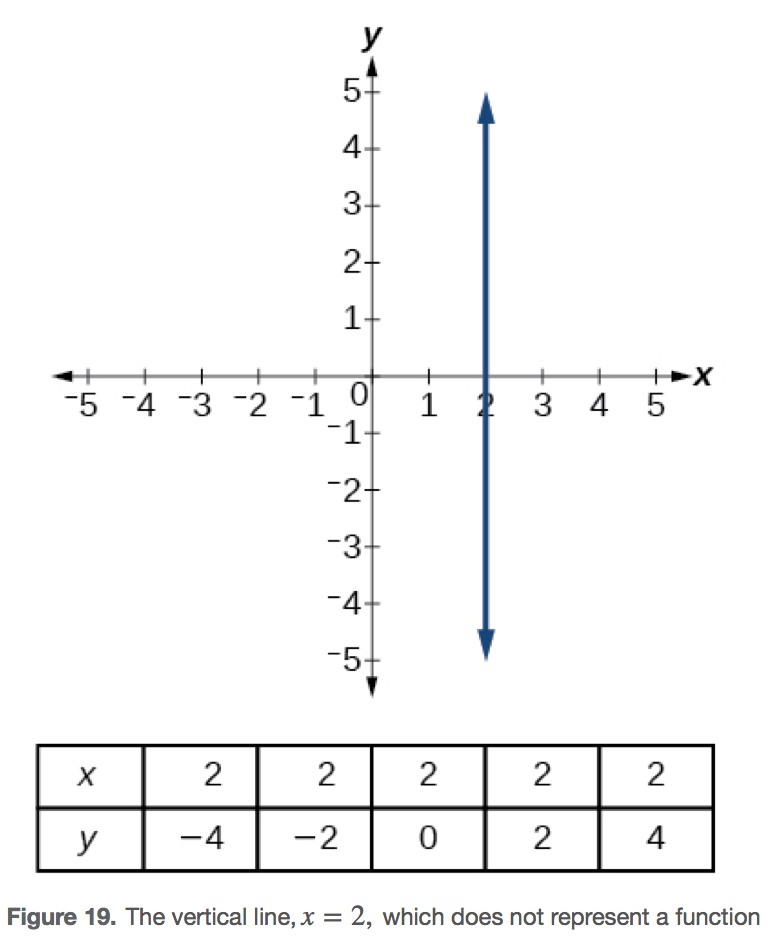 y
5
4
3
2
1
-5 -4 -3 -2 -1 0 1 2 3 4 5 x
-1
-2
-3
-4
-5
x 2 2 2 2 2
y −4 −2 0 2 4
Figure 19. The vertical line, x = 2, which does not represent a function